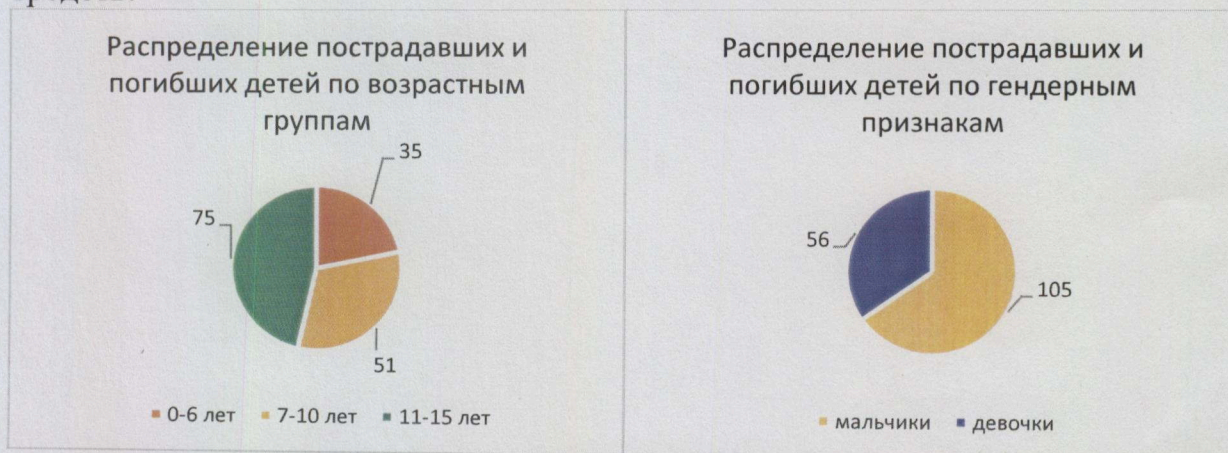 Распределение пострадавших и
погибших детей по возрастным
группам
35
75
51
0-6 лет 7-10 лет 11-15 лет
Распределение пострадавших и
погибших детей по гендерным
признакам
56
105
мальчики девочки